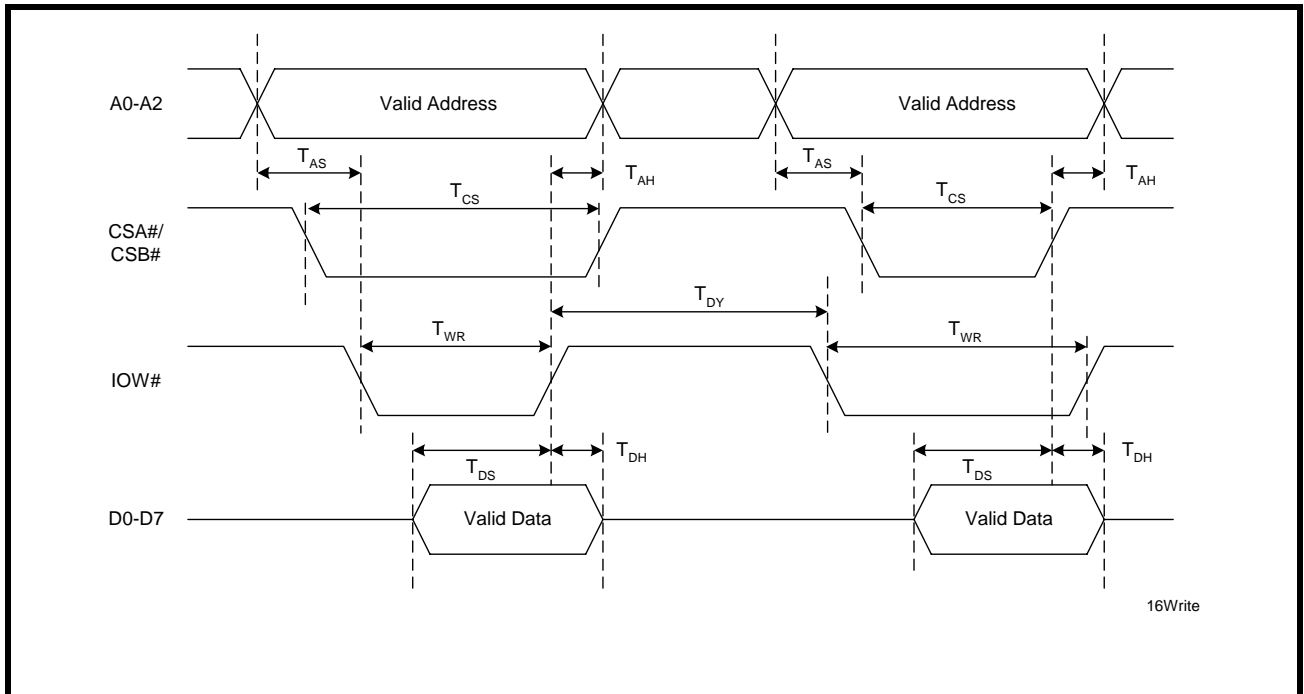 A0-A2
Valid Address
Valid Address
TAS
TAH
TAS
TAH
TCS
TCS
CSA#/
CSB#
TDY
TWR
TWR
IOW#
TDS
TDH
TDS
TDH
D0-D7
Valid Data
Valid Data
16Write